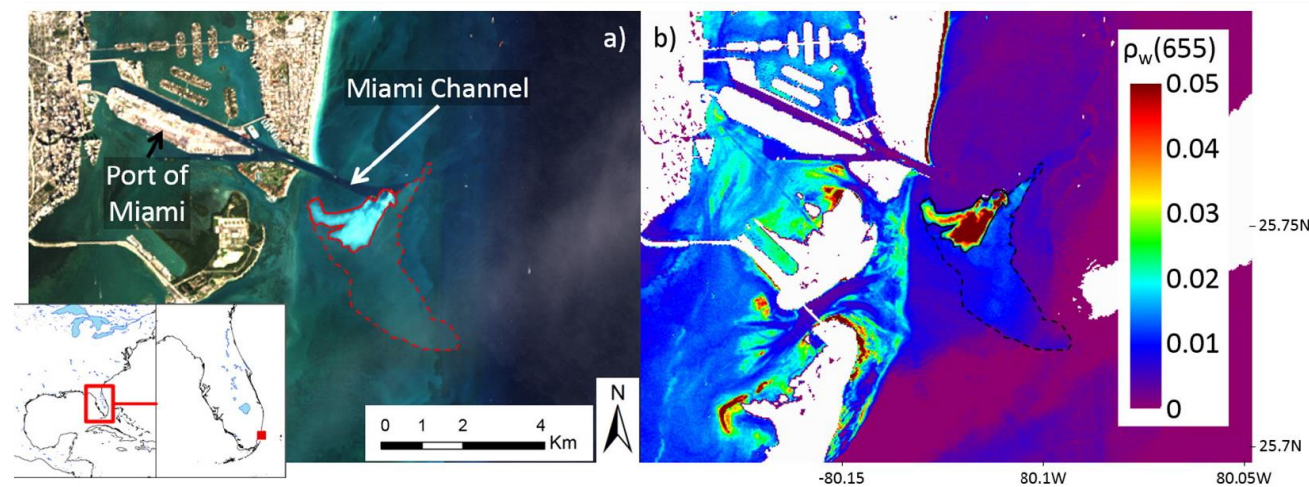 a)
b)
Miami Channel
Port of
Miami
ρw(655)
0.05
0.04
0.03
0.02
0.01
0
25.75N
25.7N
-80.15
80.1W
80.05W
N
0 1 2 4
Km